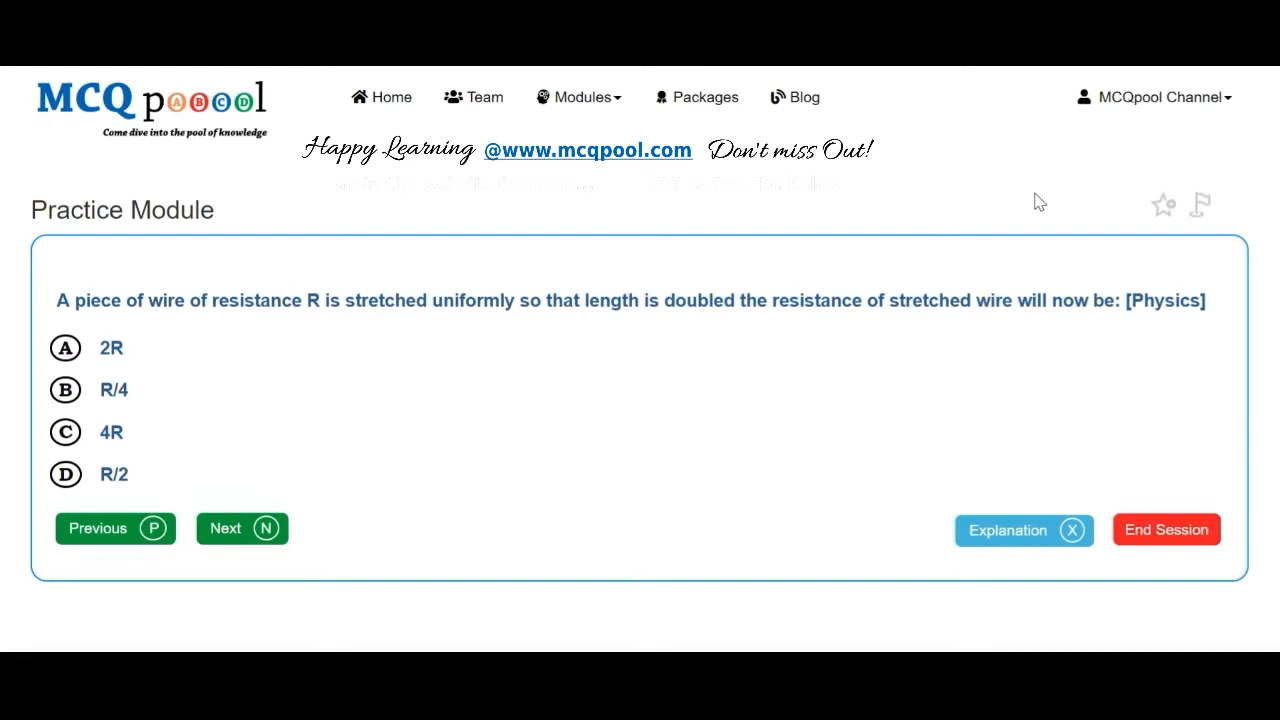 MCQ pooool
Come dive into the pool of knowledge
Home Team Modules Packages Blog MCQpool Channel
Happy Learning @www.mcqpool.com Don't miss Out!
Practice Module
A piece of wire of resistance R is stretched uniformly so that length is doubled the resistance of stretched wire will now be: [Physics]
A 2R
B R/4
C 4R
D R/2
Previous P Next N Explanation X End Session